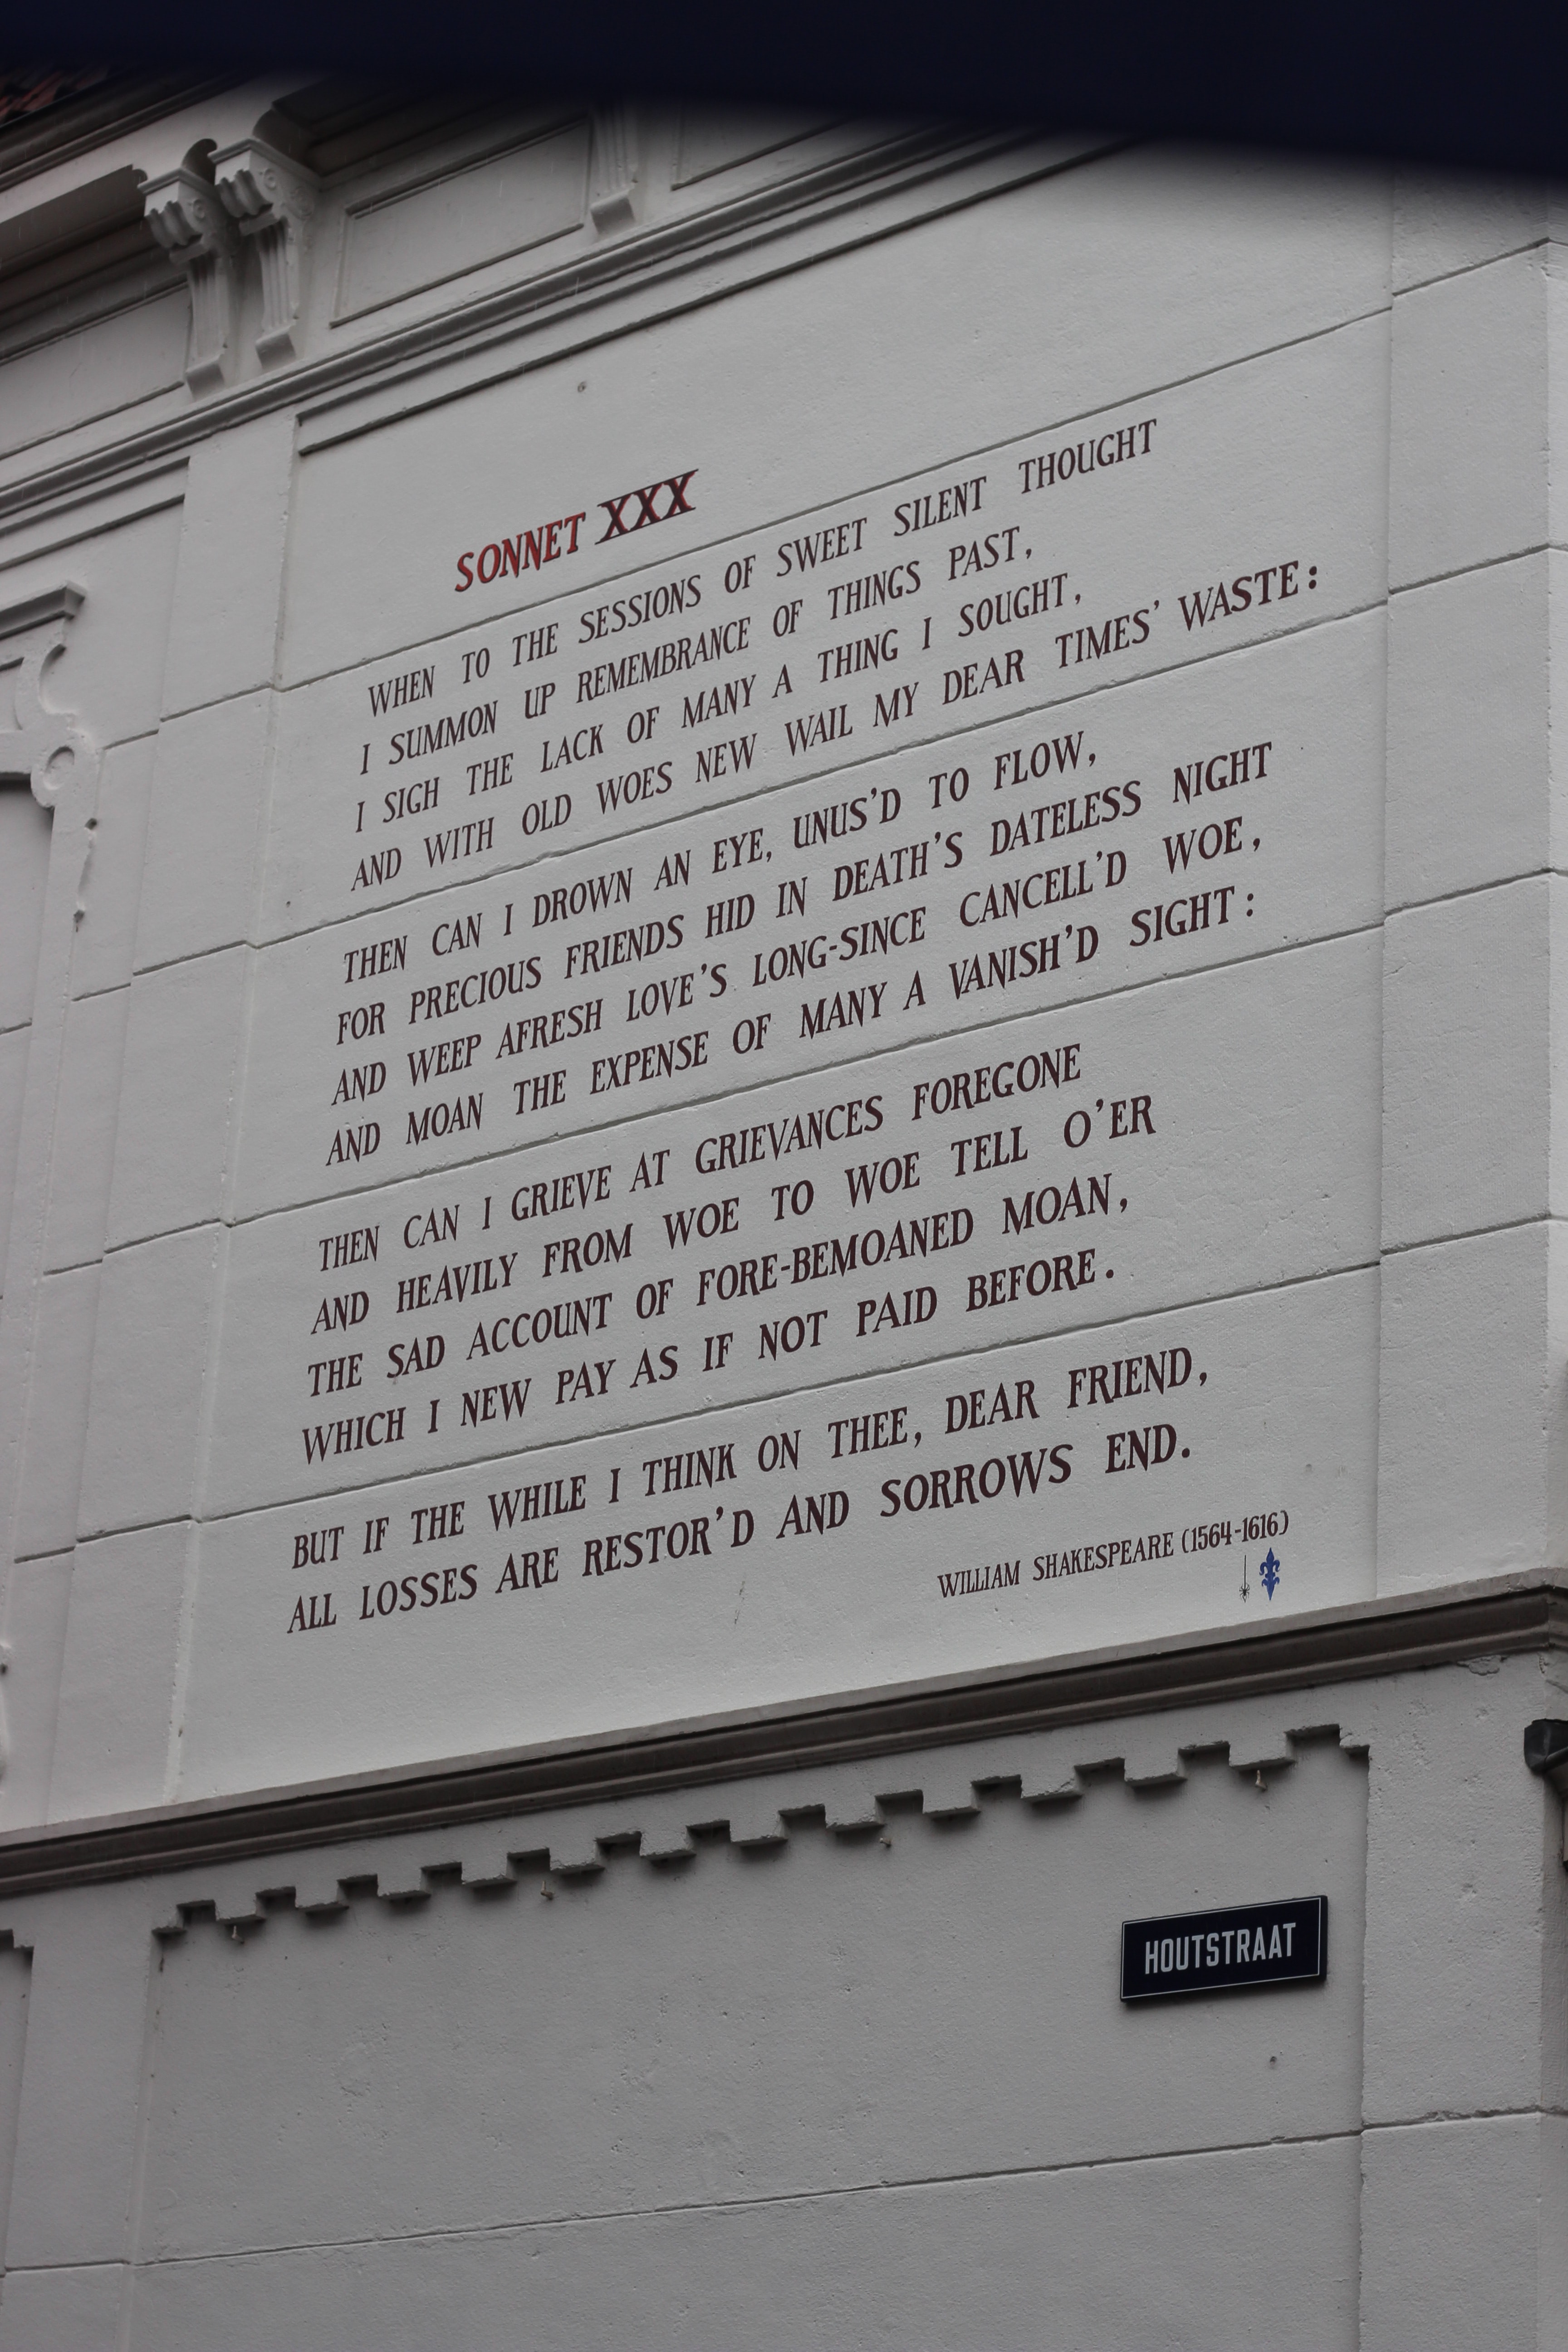 SONNET XXX
WHEN TO THE SESSIONS OF SWEET SILENT THOUGHT
I SUMMON UP REMEMBRANCE OF THINGS PAST,
I SIGH THE LACK OF MANY A THING I SOUGHT,
AND WITH OLD WOES NEW WAIL MY DEAR TIMES' WASTE:
THEN CAN I DROWN AN EYE, UNUS'D TO FLOW,
FOR PRECIOUS FRIENDS HID IN DEATH'S DATELESS NIGHT
AND WEEP AFRESH LOVE'S LONG-SINCE CANCELL'D WOE,
AND MOAN THE EXPENSE OF MANY A VANISH'D SIGHT:
THEN CAN I GRIEVE AT GRIEVANCES FOREGONE
AND HEAVILY FROM WOE TO WOE TELL O'ER
THE SAD ACCOUNT OF FORE-BEMOANED MOAN,
WHICH I NEW PAY AS IF NOT PAID BEFORE.
BUT IF THE WHILE I THINK ON THEE, DEAR FRIEND,
ALL LOSSES ARE RESTOR'D AND SORROWS END.
WILLIAM SHAKESPEARE (1564-1616)
HOUTSTRAAT